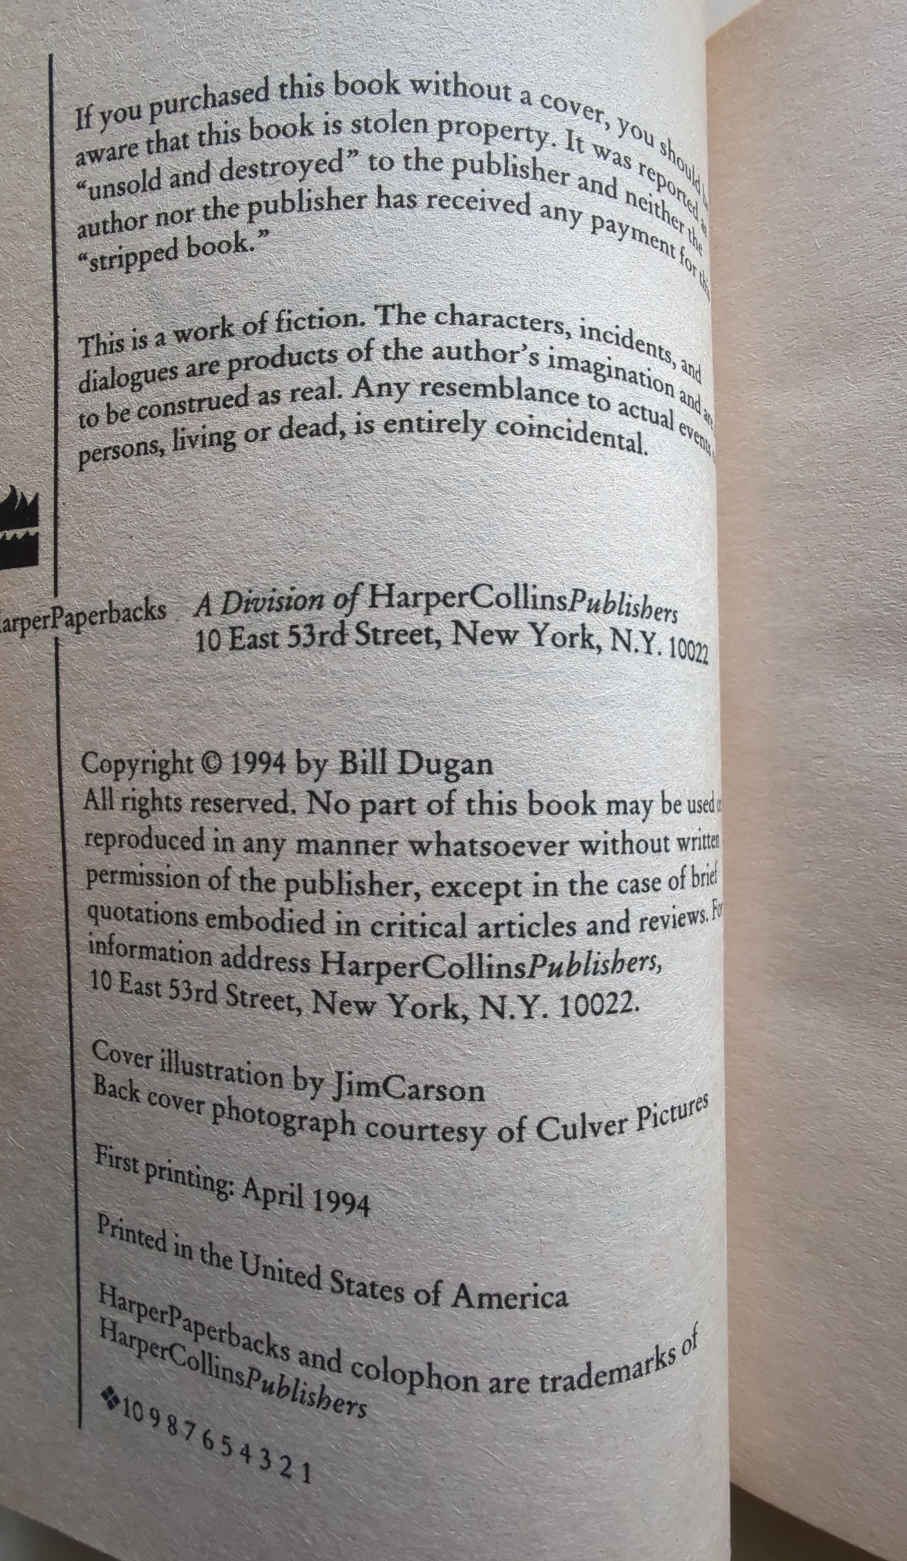 If you purchased this book without a cover, you should
aware that this book is stolen property. It was reported as
“unsold and destroyed” to the publisher and neither the
author nor the publisher has received any payment for this
“stripped book.”
This is a work of fiction. The characters, incidents, and
dialogues are products of the author’s imagination and are
to be construed as real. Any resemblance to actual events
persons, living or dead, is entirely coincidental.
arperPaperbacks A Division of HarperCollinsPublishers
10 East 53rd Street, New York, N.Y. 10022
Copyright © 1994 by Bill Dugan
All rights reserved. No part of this book may be used
reproduced in any manner whatsoever without written
permission of the publisher, except in the case of brief
quotations embodied in critical articles and reviews. For
information address HarperCollinsPublishers,
10 East 53rd Street, New York, N.Y. 10022.
Cover illustration by JimCarson
Back cover photograph courtesy of Culver Pictures
First printing: April 1994
Printed in the United States of America
HarperPaperbacks and colophon are trademarks of
HarperCollinsPublishers
❖10 9 8 7 6 5 4 3 2 1